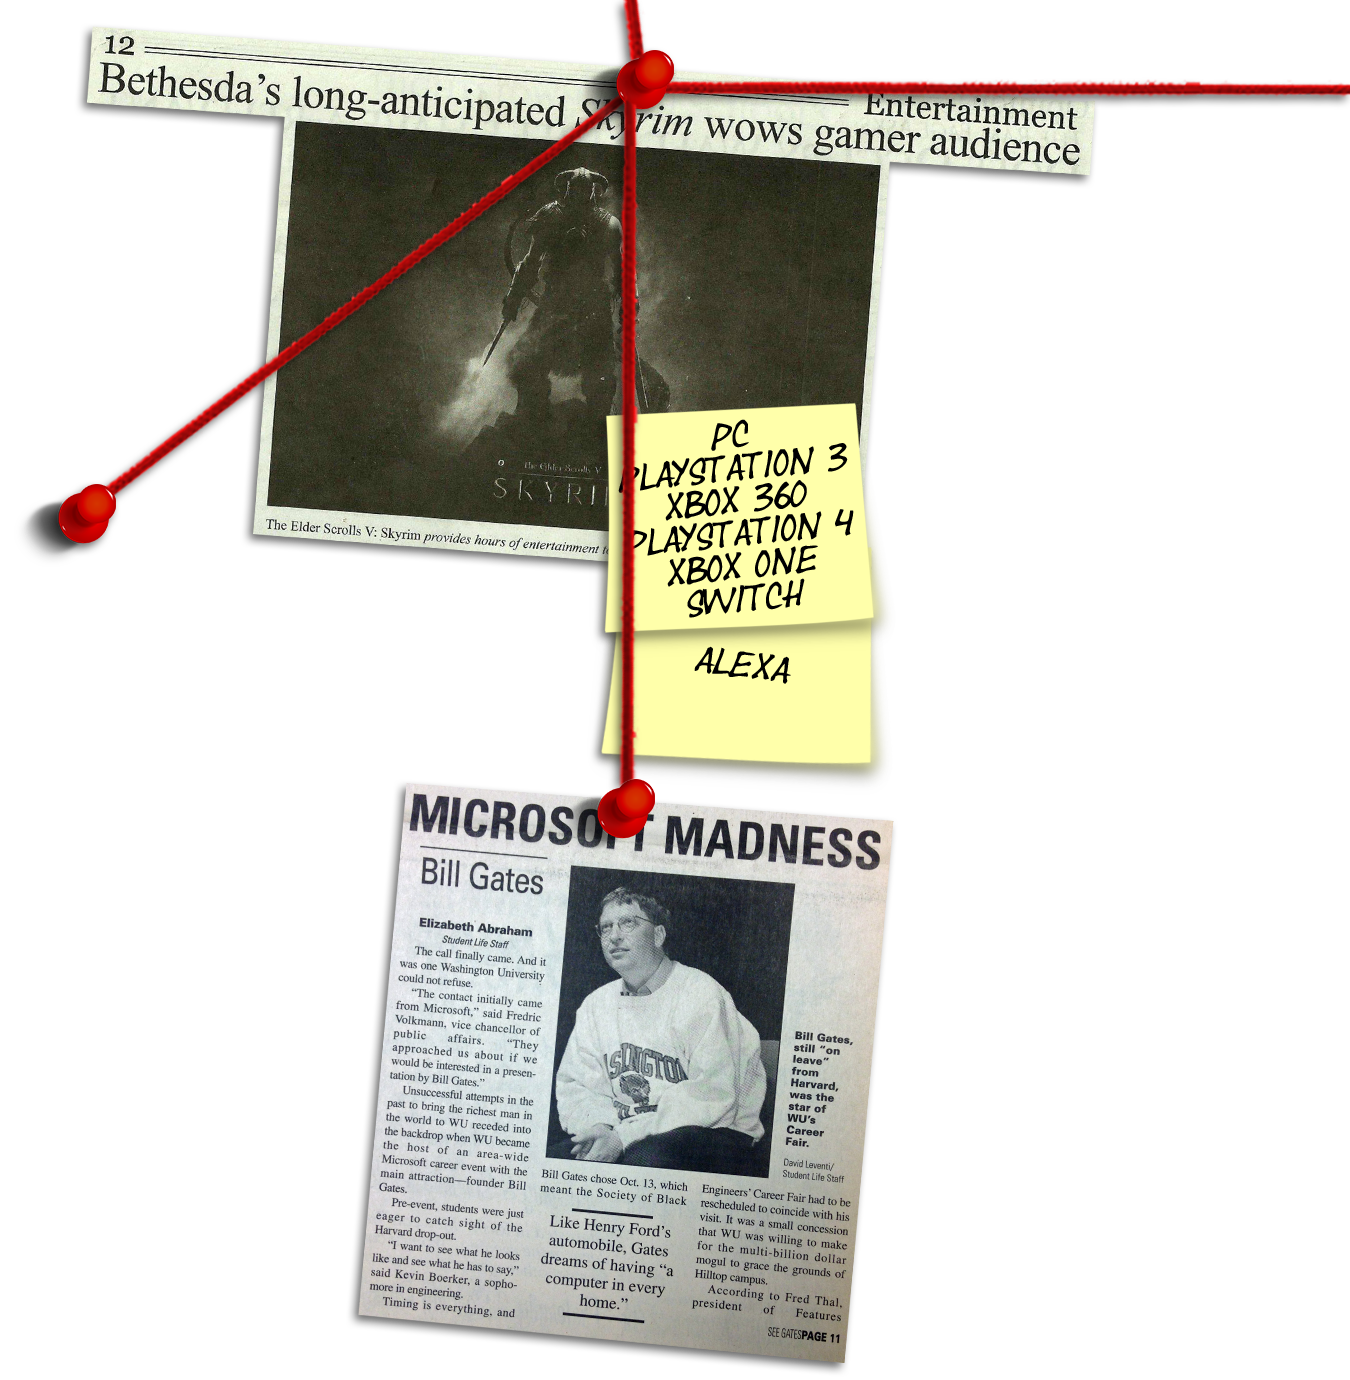 12
Entertainment
Bethesda's long-anticipated Skyrim wows gamer audience
The Elder Scrolls V
SKYRI
The Elder Scrolls V: Skyrim provides hours of entertainment
PC
PLAYSTATION 3
XBOX 360
PLAYSTATION 4
XBOX ONE
SWITCH
ALEXA
MICROSOFT MADNESS
Bill Gates
Elizabeth Abraham
Student Life Staff
The call finally came. And it
was one Washington University
could not refuse.
"The contact initially came
from Microsoft," said Fredric
Volkmann, vice chancellor of
public affairs. "They
approached us about if we
would be interested in a presen-
tation by Bill Gates."
Unsuccessful attempts in the
past to bring the richest man in
the world to WU receded into
the backdrop when WU became
the host of an area-wide
Microsoft career event with the
main attraction—founder Bill
Gates.
Pre-event, students were just
eager to catch sight of the
Harvard drop-out.
"I want to see what he looks
like and see what he has to say,"
said Kevin Boerker, a sopho-
more in engineering.
Timing is everything, and
SINGTON
Bill Gates,
still "on
leave"
from
Harvard,
was the
star of
WU's
Career
Fair.
David Leventi/
Student Life Staff
Bill Gates chose Oct. 13, which
meant the Society of Black
Like Henry Ford's
automobile, Gates
dreams of having "a
computer in every
home."
Engineers' Career Fair had to be
rescheduled to coincide with his
visit. It was a small concession
that WU was willing to make
for the multi-billion dollar
mogul to grace the grounds of
Hilltop campus.
According to Fred Thal,
president of Features
SEE GATES PAGE 11